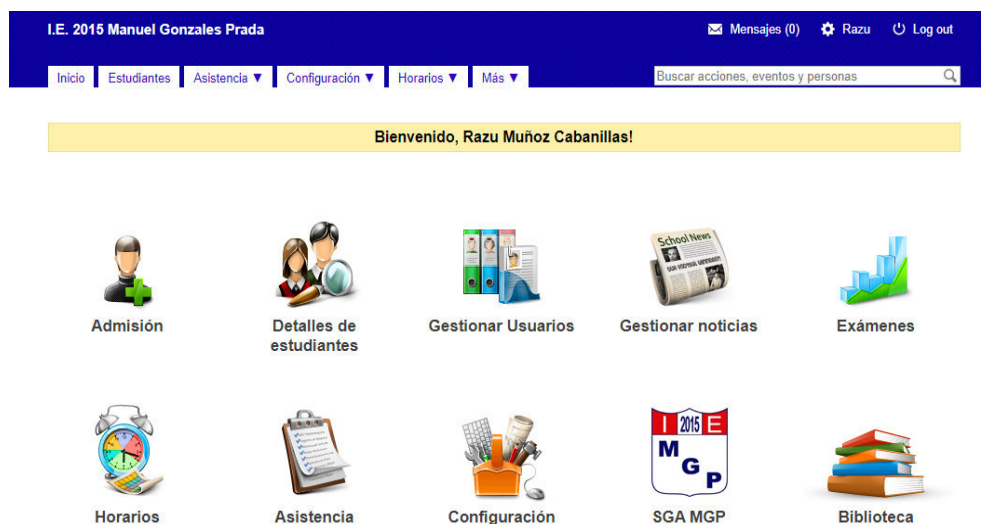 I.E. 2015 Manuel Gonzales Prada
Mensajes (0) Razu Log out
Inicio Estudiantes Asistencia ▼ Configuración ▼ Horarios ▼ Más ▼ Buscar acciones, eventos y personas
Bienvenido, Razu Muñoz Cabanillas!
School News
Admisión
Detalles de
estudiantes
Gestionar Usuarios
Gestionar noticias
Exámenes
I 2015 E
M
G
P
Horarios
Asistencia
Configuración
SGA MGP
Biblioteca